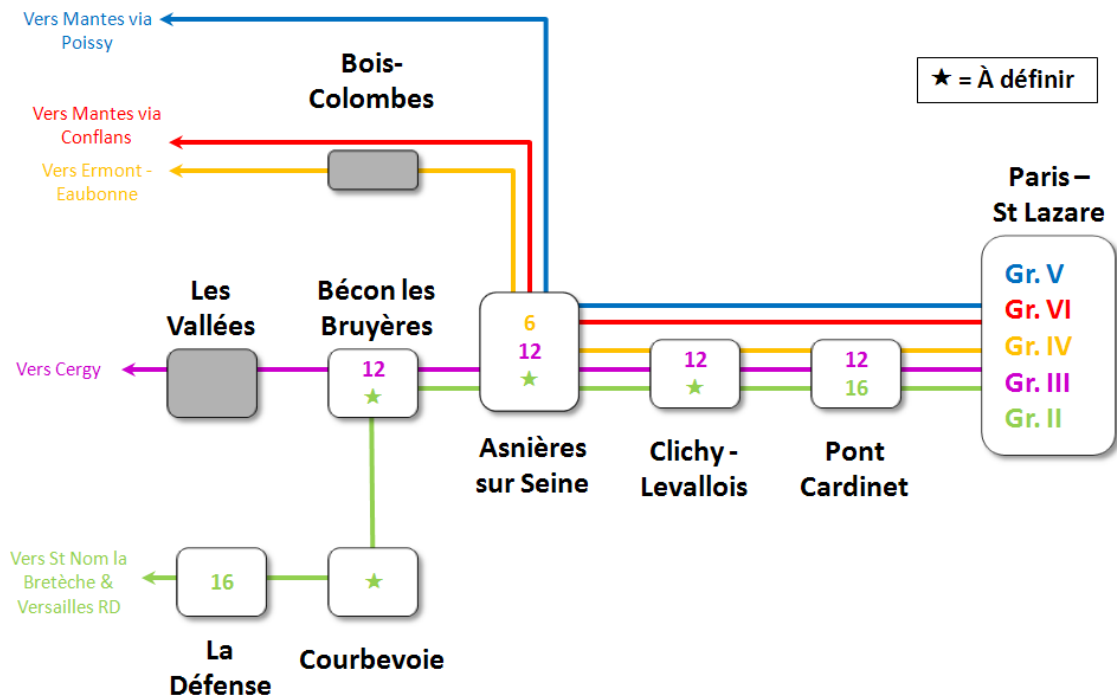 Vers Mantes via
Poissy
Bois-
Colombes
★ = À définir
Vers Mantes via
Conflans
Vers Ermont -
Eaubonne
Paris –
St Lazare
Gr. V
Gr. VI
Gr. IV
Gr. III
Gr. II
Les
Vallées
Bécon les
Bruyères
6
12
★
Vers Cergy
12
★
12
★
12
16
Asnières
sur Seine
Clichy -
Levallois
Pont
Cardinet
Vers St Nom la
Bretèche &
Versailles RD
16
★
La
Défense
Courbevoie